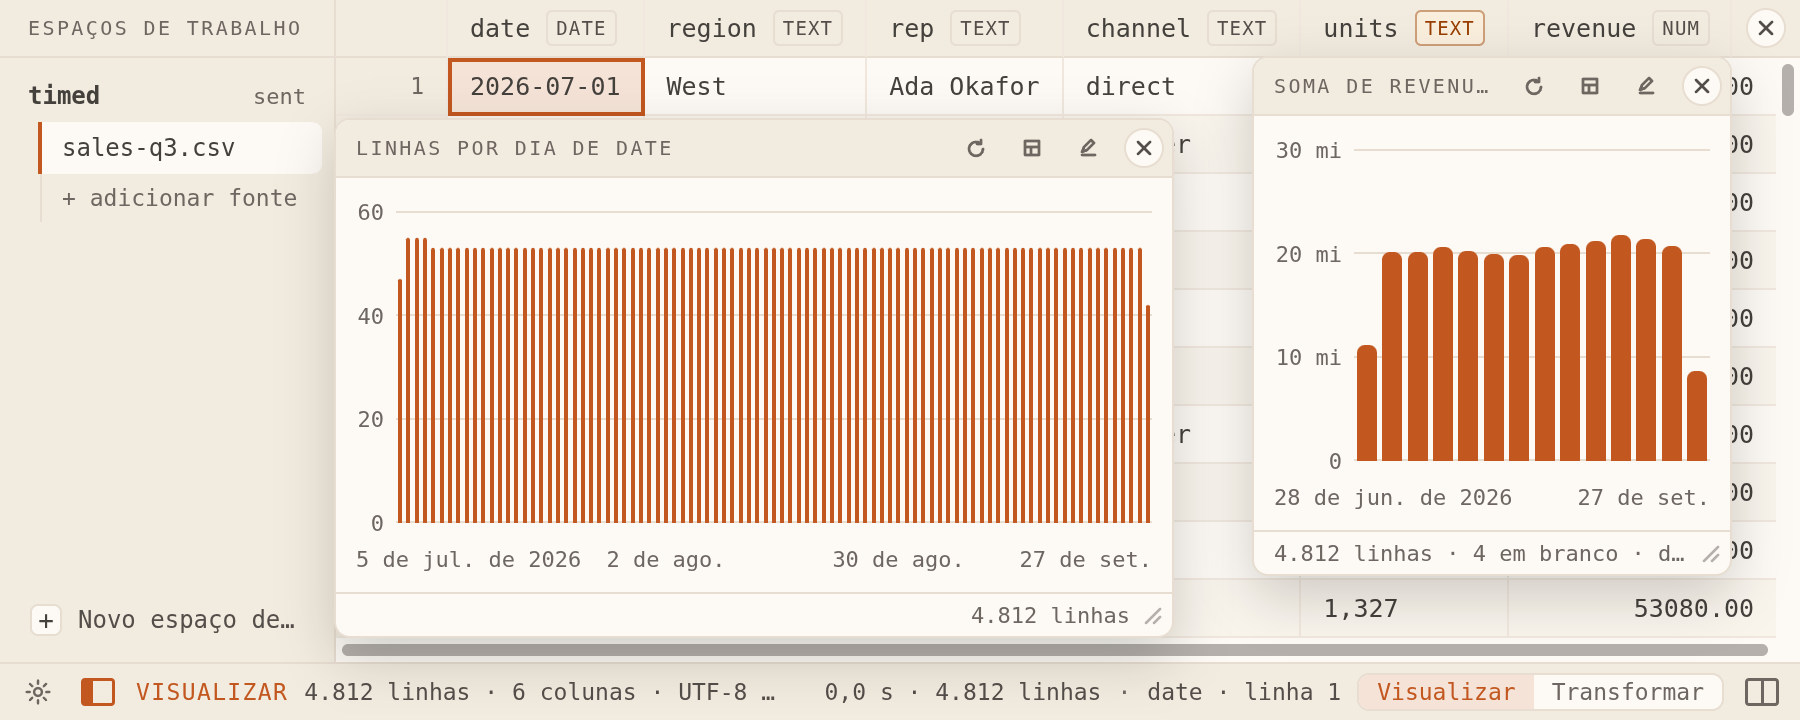 ESPAÇOS DE TRABALHO
date DATE region TEXT rep TEXT channel TEXT units TEXT revenue NUM
timed sent
sales-q3.csv
+ adicionar fonte
1 2026-07-01 West Ada Okafor direct
SOMA DE REVENU…
30 mi
20 mi
10 mi
0
28 de jun. de 2026 27 de set.
4.812 linhas · 4 em branco · d…
LINHAS POR DIA DE DATE
60
40
20
0
5 de jul. de 2026 2 de ago. 30 de ago. 27 de set.
4.812 linhas
1,327 53080.00
+ Novo espaço de…
VISUALIZAR 4.812 linhas · 6 colunas · UTF-8 … 0,0 s · 4.812 linhas · date · linha 1 Visualizar Transformar